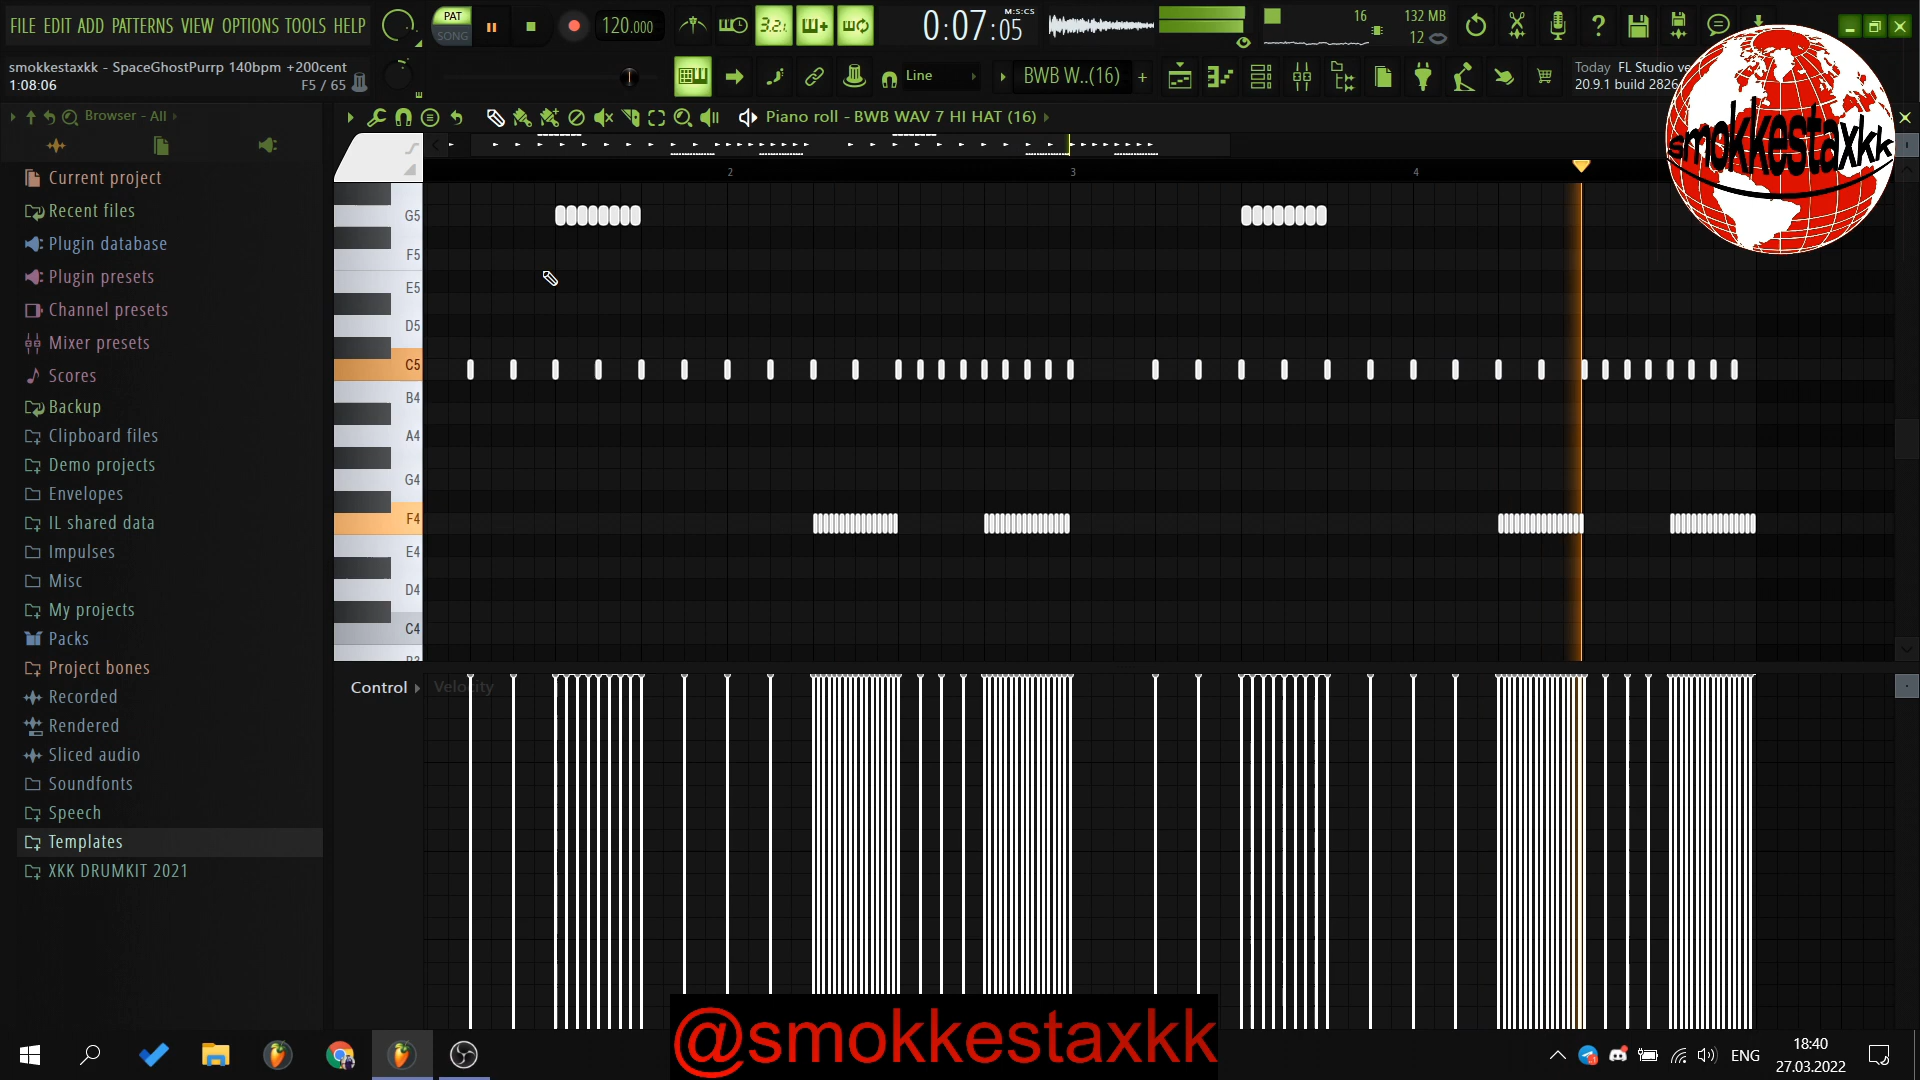 FILE EDIT ADD PATTERNS VIEW OPTIONS TOOLS HELP
PAT
SONG
120.000
3.2.
0:07:05
M:S:CS
16
132 MB
12
smokkestaxkk - SpaceGhostPurrp 140bpm +200cent
1:08:06
F5 / 65
Line
BWB W..(16)
Today FL Studio ve
20.9.1 build 2826
smokkestaxkk
Browser - All
Piano roll - BWB WAV 7 HI HAT (16)
Current project
Recent files
Plugin database
Plugin presets
Channel presets
Mixer presets
Scores
Backup
Clipboard files
Demo projects
Envelopes
IL shared data
Impulses
Misc
My projects
Packs
Project bones
Recorded
Rendered
Sliced audio
Soundfonts
Speech
Templates
XKK DRUMKIT 2021
2
3
4
G5
F5
E5
D5
C5
B4
A4
G4
F4
E4
D4
C4
B3
Control
Velocity
@smokkestaxkk
ENG
18:40
27.03.2022